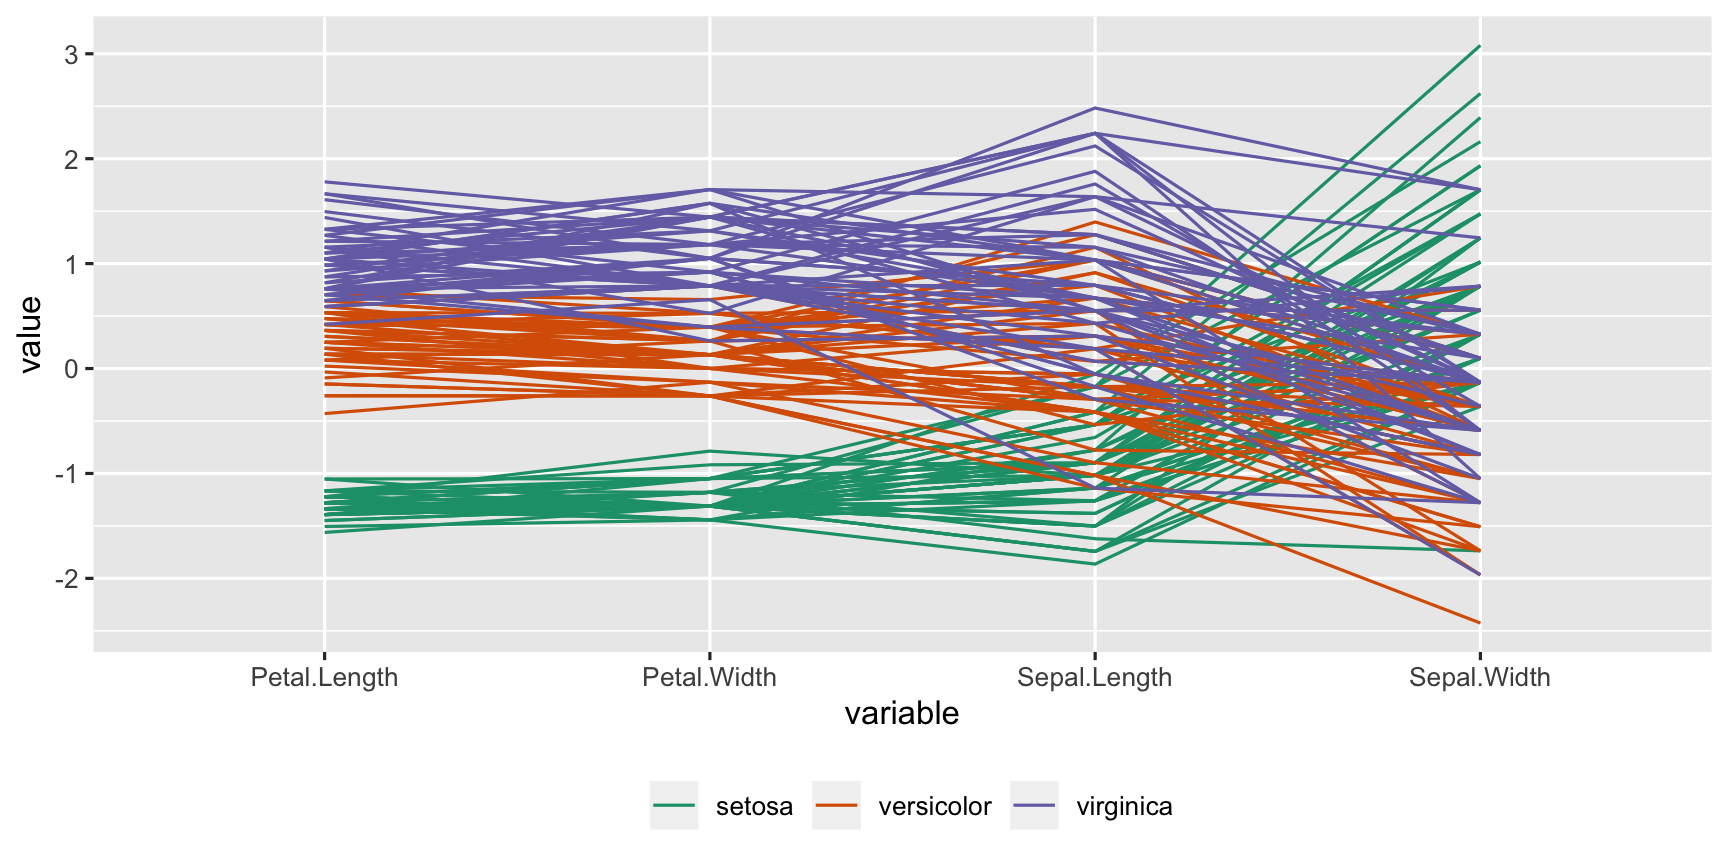 value
3
2
1
0
-1
-2
Petal.Length Petal.Width Sepal.Length Sepal.Width
variable
setosa versicolor virginica